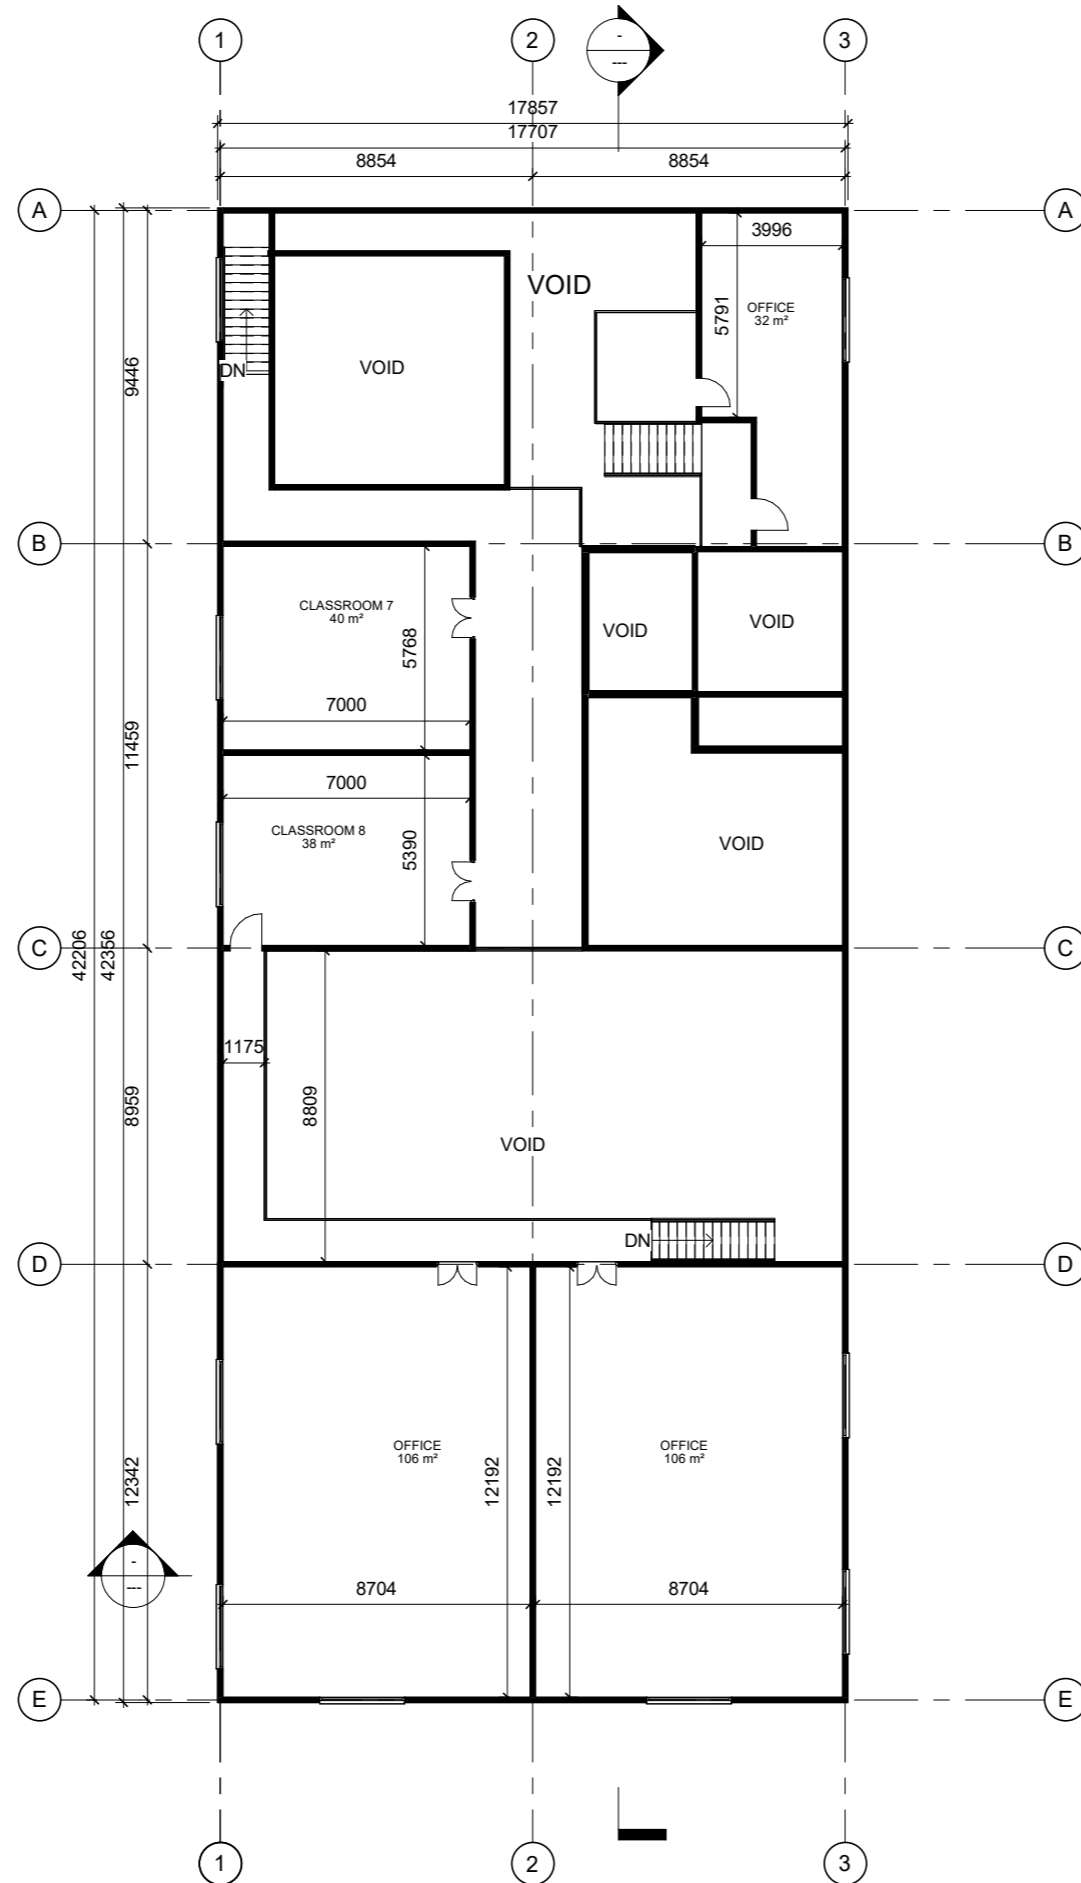 1
2
3
-
---
17857
17707
8854
8854
A
A
3996
VOID
5791
OFFICE
32 m²
VOID
DN
9446
B
B
CLASSROOM 7
40 m²
5768
VOID
VOID
7000
11459
7000
CLASSROOM 8
38 m²
5390
VOID
C
C
42206
42356
1175
8959
8809
VOID
DN
D
D
OFFICE
106 m²
OFFICE
106 m²
12342
12192
12192
-
---
8704
8704
E
E
1
2
3